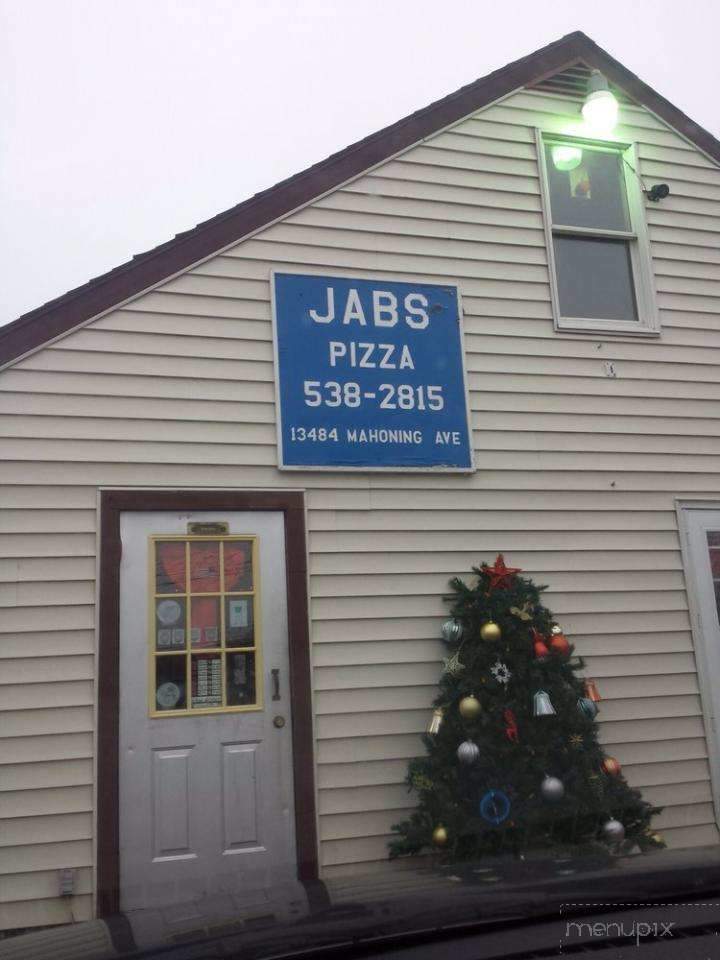 JABS
PIZZA
538-2815
13484 MAHONING AVE
menupix